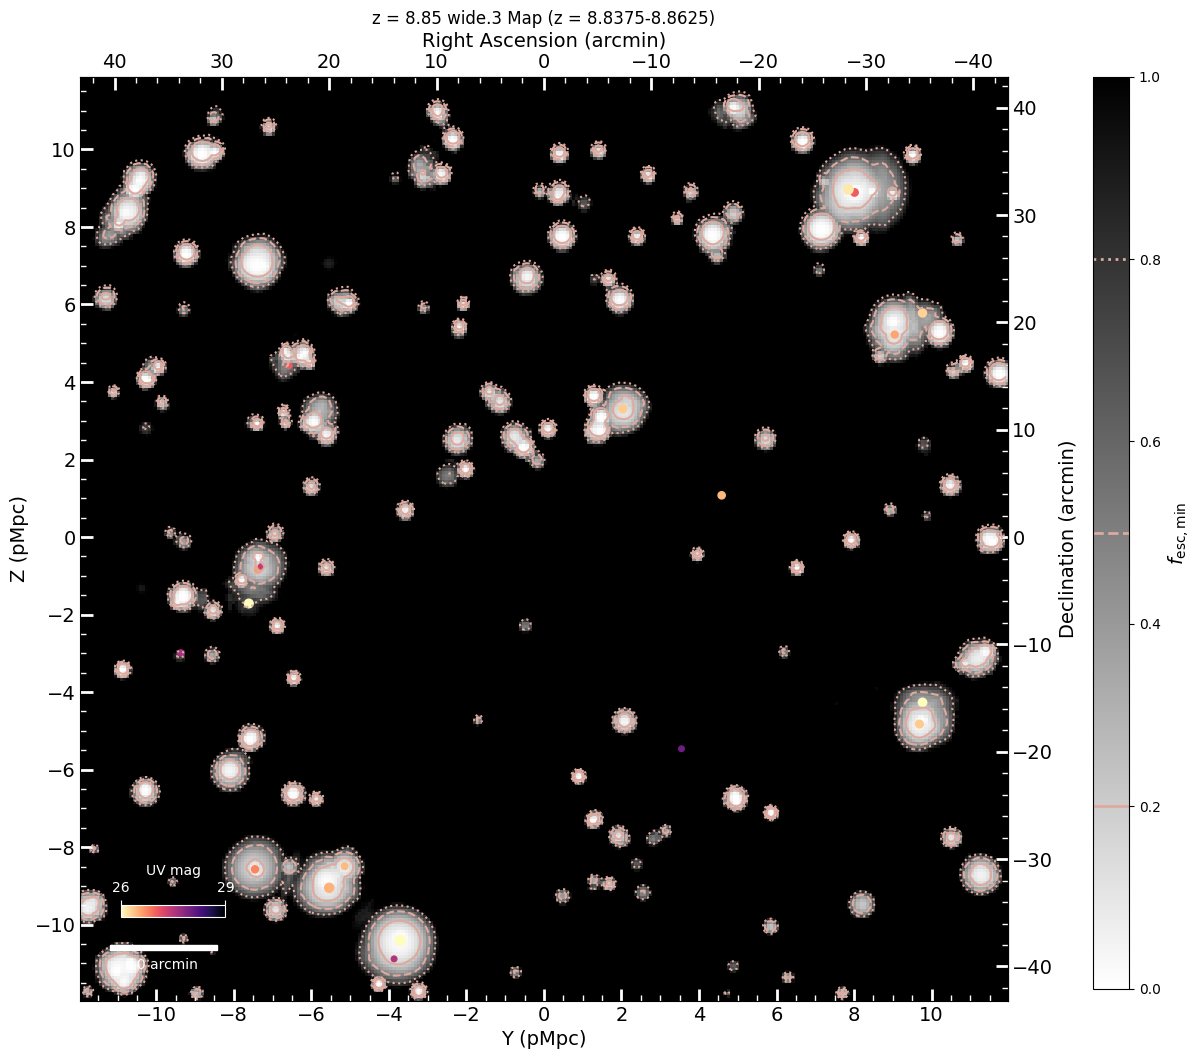 z = 8.85 wide.3 Map (z = 8.8375-8.8625)
Right Ascension (arcmin)
40 30 20 10 0 −10 −20 −30 −40
10
8
6
4
2
0
−2
−4
−6
−8
−10
Z (pMpc)
−10 −8 −6 −4 −2 0 2 4 6 8 10
Y (pMpc)
40
30
20
10
0
−10
−20
−30
−40
Declination (arcmin)
UV mag
26 29
arcmin
1.0
0.8
0.6
0.4
0.2
0.0
fesc,min